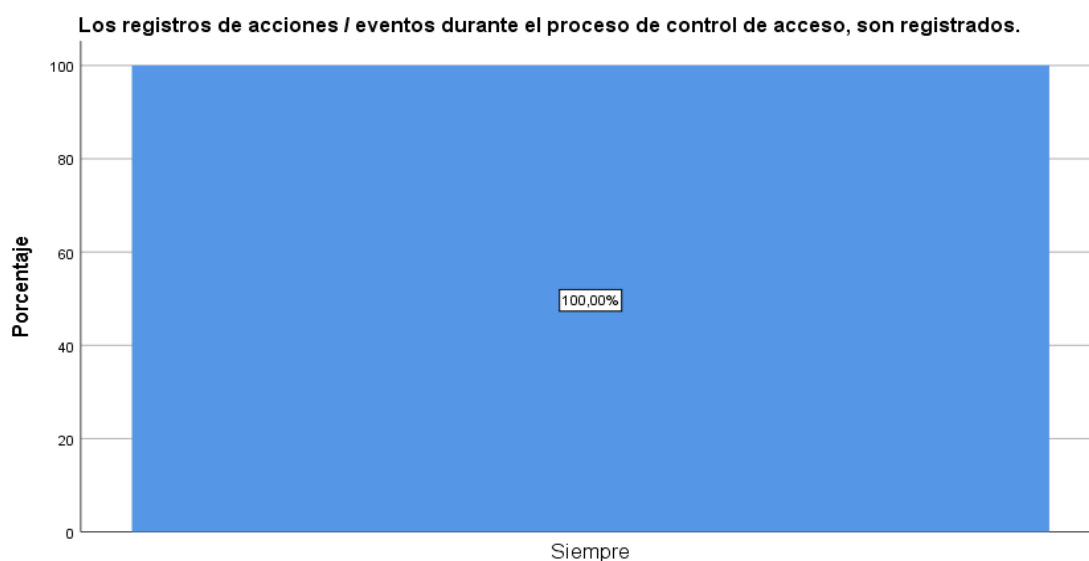 Los registros de acciones / eventos durante el proceso de control de acceso, son registrados.
100
80
60
40
20
0
Porcentaje
100,00%
Siempre